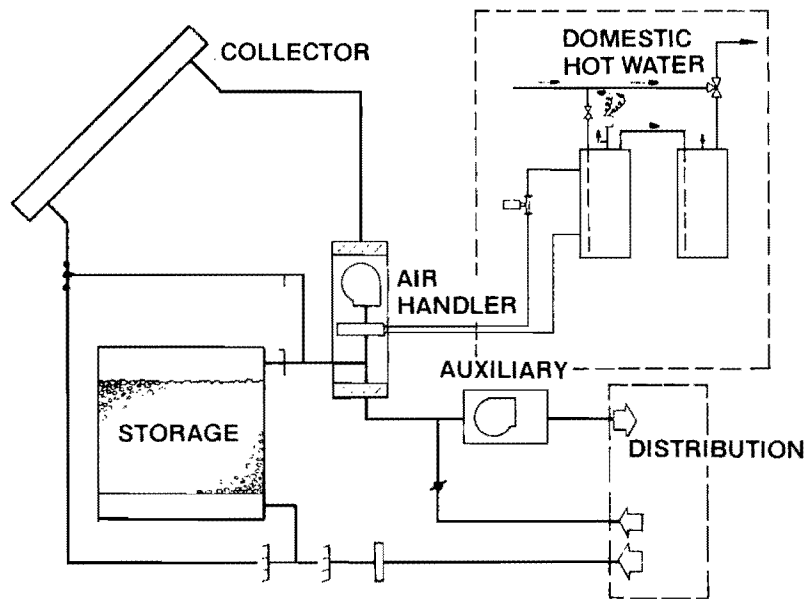 COLLECTOR
DOMESTIC
HOT WATER
AIR
HANDLER
AUXILIARY
STORAGE
DISTRIBUTION